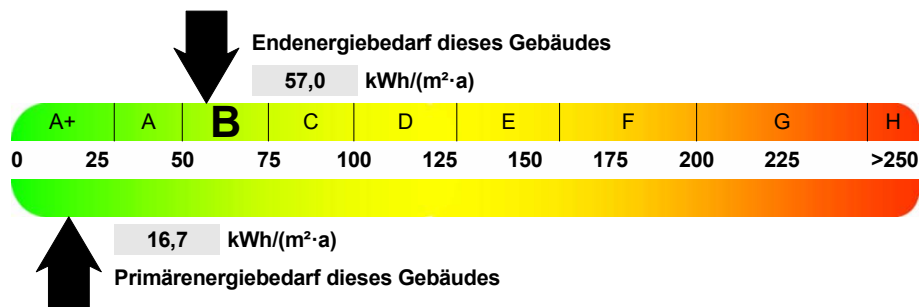 Endenergiebedarf dieses Gebäudes
57,0 kWh/(m²·a)
A+ A B C D E F G H
0 25 50 75 100 125 150 175 200 225 >250
16,7 kWh/(m²·a)
Primärenergiebedarf dieses Gebäudes